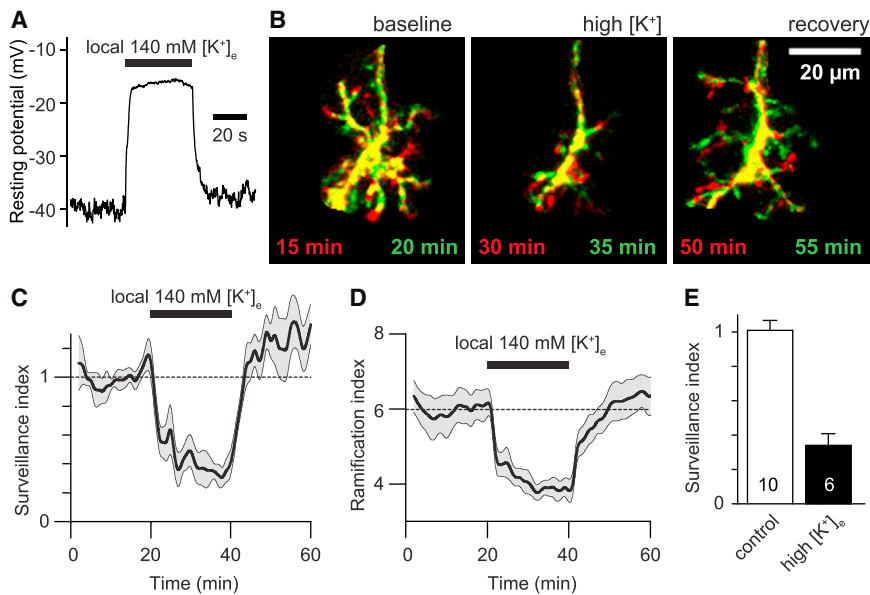 A
local 140 mM [K⁺]ₑ
Resting potential (mV)
-10
-20
-30
-40
20 s
B
baseline
high [K⁺]
recovery
20 µm
15 min
20 min
30 min
35 min
50 min
55 min
C
local 140 mM [K⁺]ₑ
Surveillance index
1
0
0
20
40
60
Time (min)
D
local 140 mM [K⁺]ₑ
Ramification index
8
6
4
0
20
40
60
Time (min)
E
Surveillance index
1
0
10
6
control
high [K⁺]ₑ